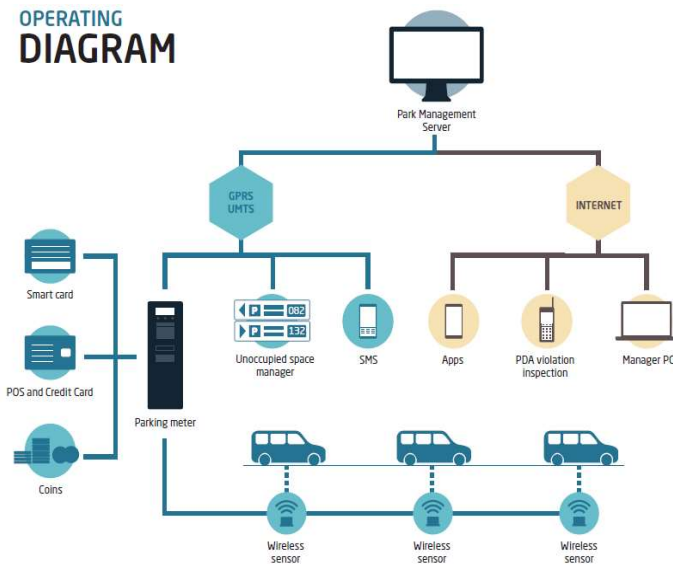 OPERATING
DIAGRAM
Park Management
Server
GPRS
UMTS
INTERNET
Smart card
POS and Credit Card
Coins
Parking meter
P 082
P 132
Unoccupied space
manager
SMS
Apps
PDA violation
inspection
Manager PC
Wireless
sensor
Wireless
sensor
Wireless
sensor